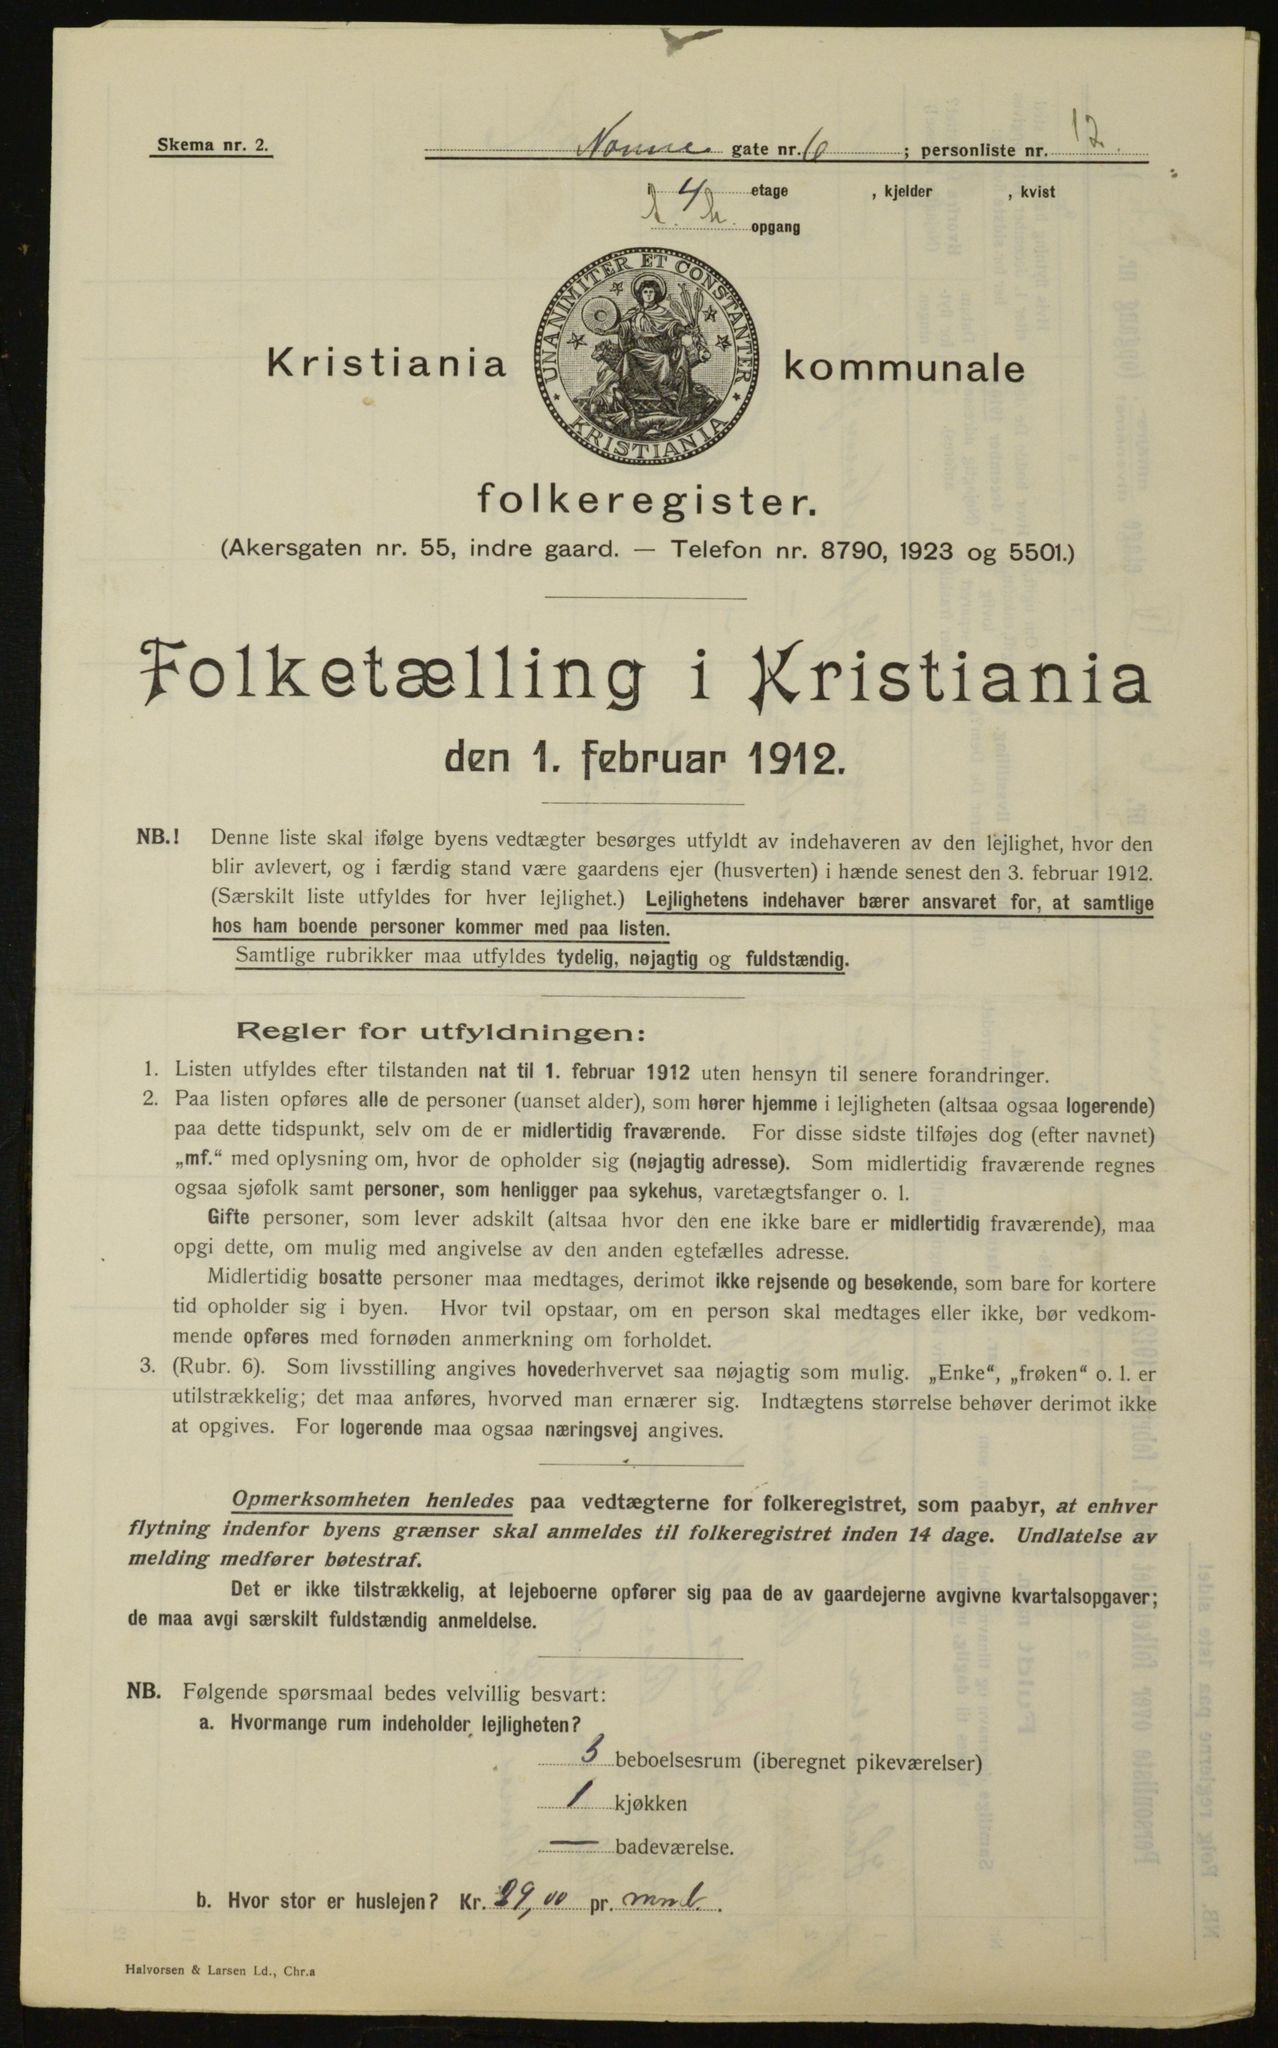 Skema nr. 2.
Nonne gate nr. 6 ; personliste nr. 12.
i 4 etage , kjelder , kvist
t. h. opgang
UNANIMITER ET CONSTANTER
KRISTIANIA
Kristiania kommunale
folkeregister.
(Akersgaten nr. 55, indre gaard. — Telefon nr. 8790, 1923 og 5501.)
Folketælling i Kristiania
den 1. februar 1912.
NB.! Denne liste skal ifølge byens vedtægter besørges utfyldt av indehaveren av den lejlighet, hvor den
blir avlevert, og i færdig stand være gaardens ejer (husverten) i hænde senest den 3. februar 1912.
(Særskilt liste utfyldes for hver lejlighet.) Lejlighetens indehaver bærer ansvaret for, at samtlige
hos ham boende personer kommer med paa listen.
Samtlige rubrikker maa utfyldes tydelig, nøjagtig og fuldstændig.
Regler for utfyldningen:
1. Listen utfyldes efter tilstanden nat til 1. februar 1912 uten hensyn til senere forandringer.
2. Paa listen opføres alle de personer (uanset alder), som hører hjemme i lejligheten (altsaa ogsaa logerende)
paa dette tidspunkt, selv om de er midlertidig fraværende. For disse sidste tilføjes dog (efter navnet)
„mf.“ med oplysning om, hvor de opholder sig (nøjagtig adresse). Som midlertidig fraværende regnes
ogsaa sjøfolk samt personer, som henligger paa sykehus, varetægtsfanger o. l.
Gifte personer, som lever adskilt (altsaa hvor den ene ikke bare er midlertidig fraværende), maa
opgi dette, om mulig med angivelse av den anden egtefælles adresse.
Midlertidig bosatte personer maa medtages, derimot ikke rejsende og besøkende, som bare for kortere
tid opholder sig i byen. Hvor tvil opstaar, om en person skal medtages eller ikke, bør vedkom-
mende opføres med fornøden anmerkning om forholdet.
3. (Rubr. 6). Som livsstilling angives hovederhvervet saa nøjagtig som mulig. „Enke“, „frøken“ o. l. er
utilstrækkelig; det maa anføres, hvorved man ernærer sig. Indtægtens størrelse behøver derimot ikke
at opgives. For logerende maa ogsaa næringsvej angives.
Opmerksomheten henledes paa vedtægterne for folkeregistret, som paabyr, at enhver
flytning indenfor byens grænser skal anmeldes til folkeregistret inden 14 dage. Undlatelse av
melding medfører bøtestraf.
Det er ikke tilstrækkelig, at lejeboerne opfører sig paa de av gaardejerne avgivne kvartalsopgaver;
de maa avgi særskilt fuldstændig anmeldelse.
NB. Følgende spørsmaal bedes velvillig besvart:
a. Hvormange rum indeholder lejligheten?
3 beboelsesrum (iberegnet pikeværelser)
1 kjøkken
— badeværelse.
b. Hvor stor er huslejen? Kr. 29,00 pr.
Halvorsen & Larsen Ld., Chr.a